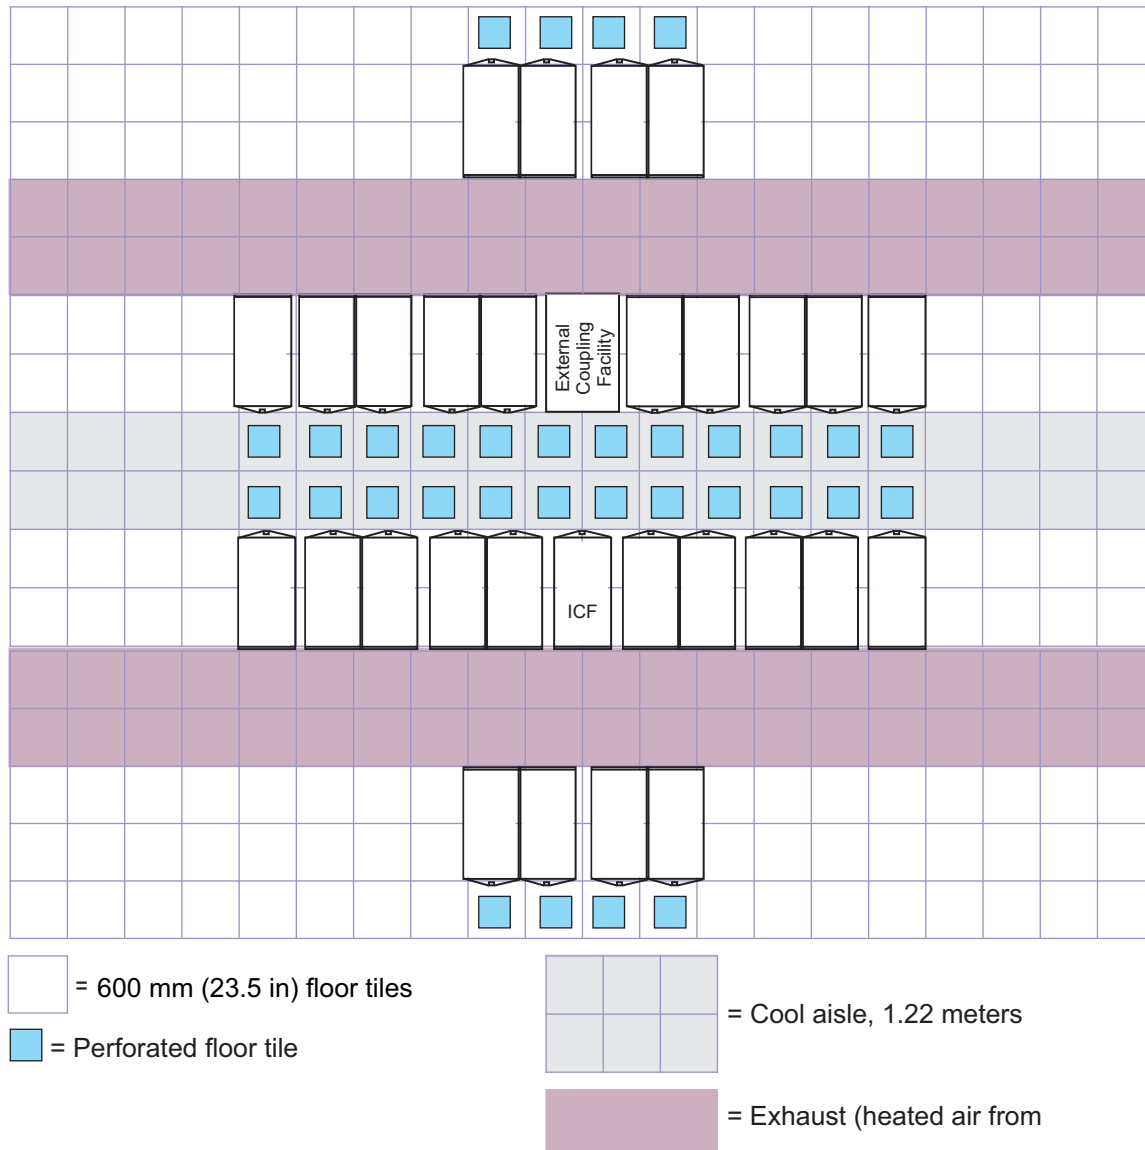 External
Coupling
Facility
ICF
= 600 mm (23.5 in) floor tiles
= Perforated floor tile
= Cool aisle, 1.22 meters
= Exhaust (heated air from